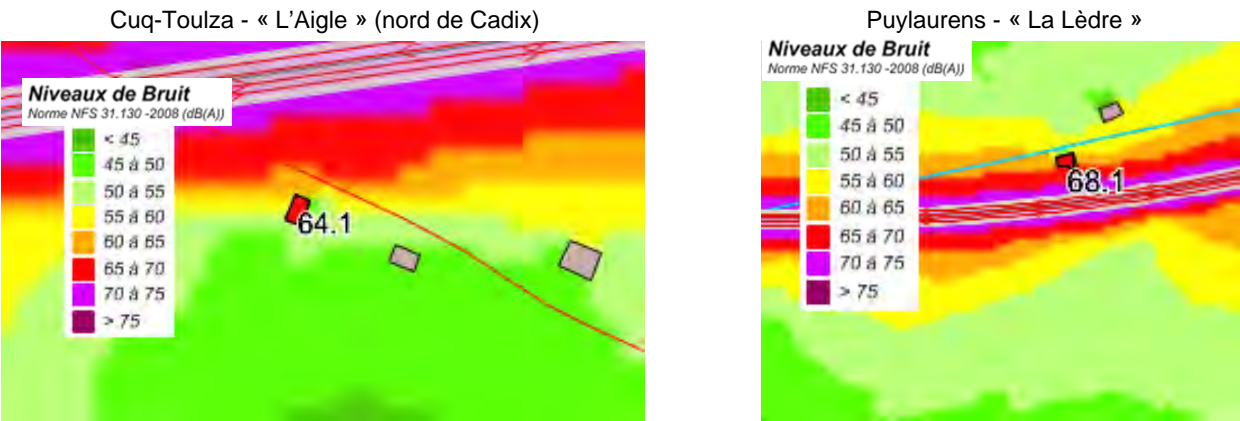 Cuq-Toulza - « L'Aigle » (nord de Cadix)
Niveaux de Bruit
Norme NFS 31.130 -2008 (dB(A))
< 45
45 à 50
50 à 55
55 à 60
60 à 65
65 à 70
70 à 75
> 75
64.1
Puylaurens - « La Lèdre »
Niveaux de Bruit
Norme NFS 31.130 -2008 (dB(A))
< 45
45 à 50
50 à 55
55 à 60
60 à 65
65 à 70
70 à 75
> 75
68.1